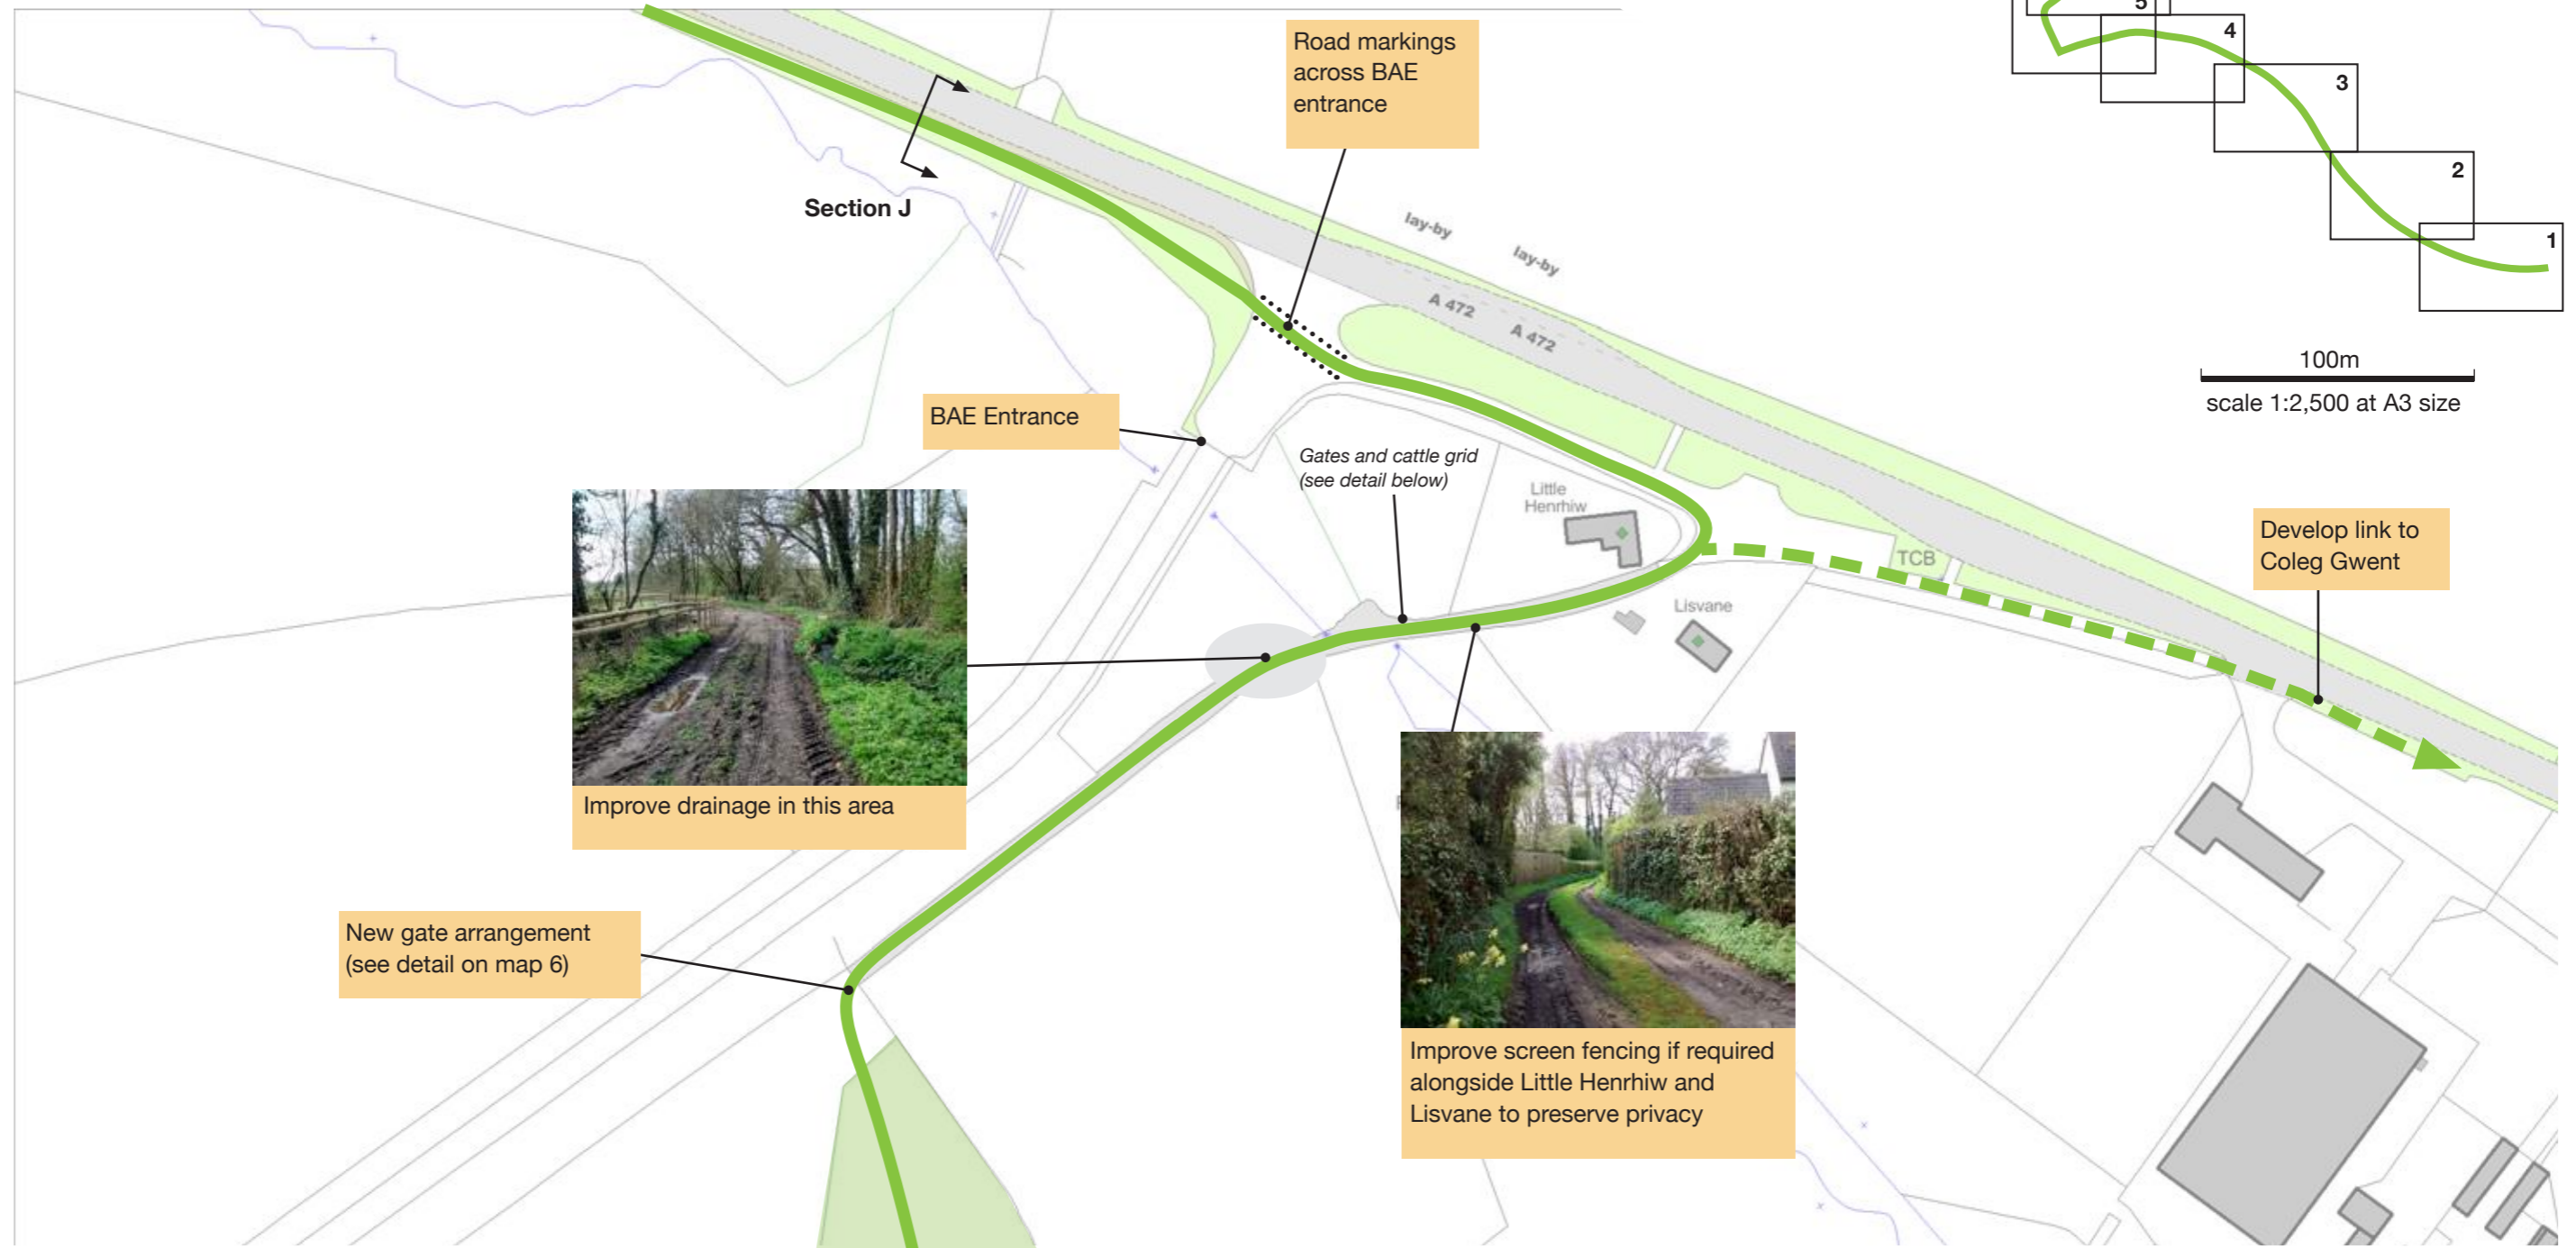 Road markings
across BAE
entrance
5
4
3
2
1
100m
scale 1:2,500 at A3 size
Section J
lay-by
lay-by
A 472
A 472
BAE Entrance
Gates and cattle grid
(see detail below)
Little
Henrhiw
TCB
Develop link to
Coleg Gwent
Lisvane
Improve drainage in this area
New gate arrangement
(see detail on map 6)
Improve screen fencing if required
alongside Little Henrhiw and
Lisvane to preserve privacy